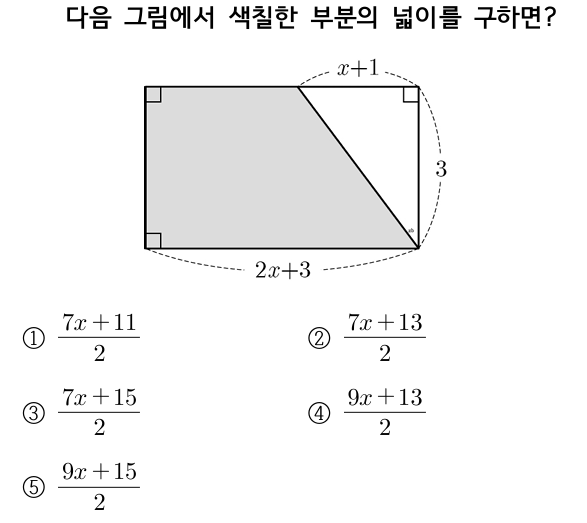 다음 그림에서 색칠한 부분의 넓이를 구하면?
x+1
3
2x+3
① \frac{7x+11}{2} ② \frac{7x+13}{2}
③ \frac{7x+15}{2} ④ \frac{9x+13}{2}
⑤ \frac{9x+15}{2}